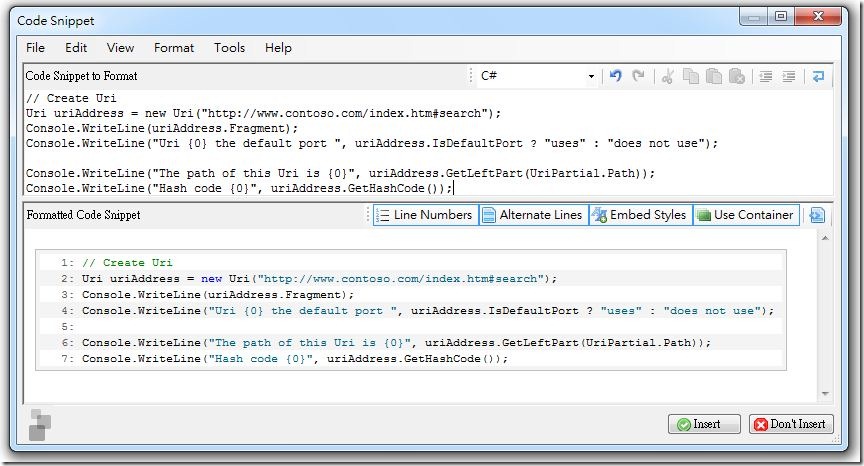 Code Snippet
File Edit View Format Tools Help
Code Snippet to Format C#
// Create Uri
Uri uriAddress = new Uri("http://www.contoso.com/index.htm#search");
Console.WriteLine(uriAddress.Fragment);
Console.WriteLine("Uri {0} the default port ", uriAddress.IsDefaultPort ? "uses" : "does not use");
Console.WriteLine("The path of this Uri is {0}", uriAddress.GetLeftPart(UriPartial.Path));
Console.WriteLine("Hash code {0}", uriAddress.GetHashCode());
Formatted Code Snippet Line Numbers Alternate Lines Embed Styles Use Container
1: // Create Uri
2: Uri uriAddress = new Uri("http://www.contoso.com/index.htm#search");
3: Console.WriteLine(uriAddress.Fragment);
4: Console.WriteLine("Uri {0} the default port ", uriAddress.IsDefaultPort ? "uses" : "does not use");
5:
6: Console.WriteLine("The path of this Uri is {0}", uriAddress.GetLeftPart(UriPartial.Path));
7: Console.WriteLine("Hash code {0}", uriAddress.GetHashCode());
Insert Don't Insert